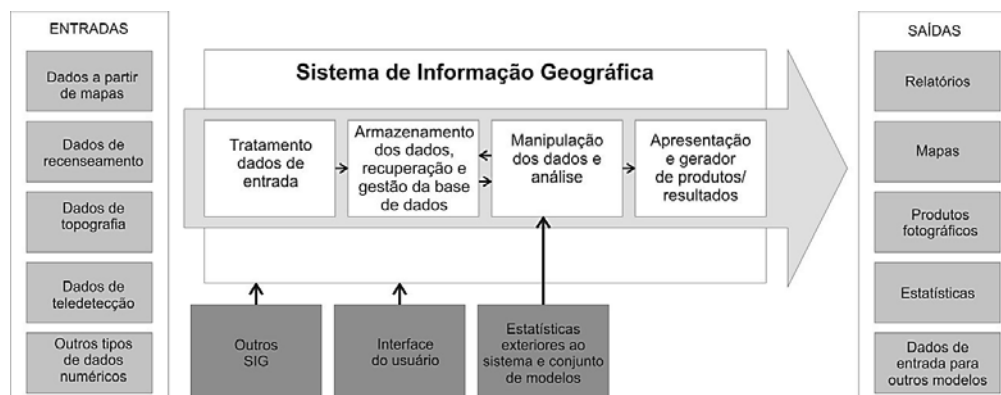 ENTRADAS
Dados a partir
de mapas
Dados de
recenseamento
Dados de
topografia
Dados de
teledetecção
Outros tipos
de dados
numéricos
Sistema de Informação Geográfica
Tratamento
dados de
entrada
Armazenamento
dos dados,
recuperação e
gestão da base
de dados
Manipulação
dos dados e
análise
Apresentação
e gerador
de produtos/
resultados
Outros
SIG
Interface
do usuário
Estatísticas
exteriores ao
sistema e conjunto
de modelos
SAÍDAS
Relatórios
Mapas
Produtos
fotográficos
Estatísticas
Dados de
entrada para
outros modelos